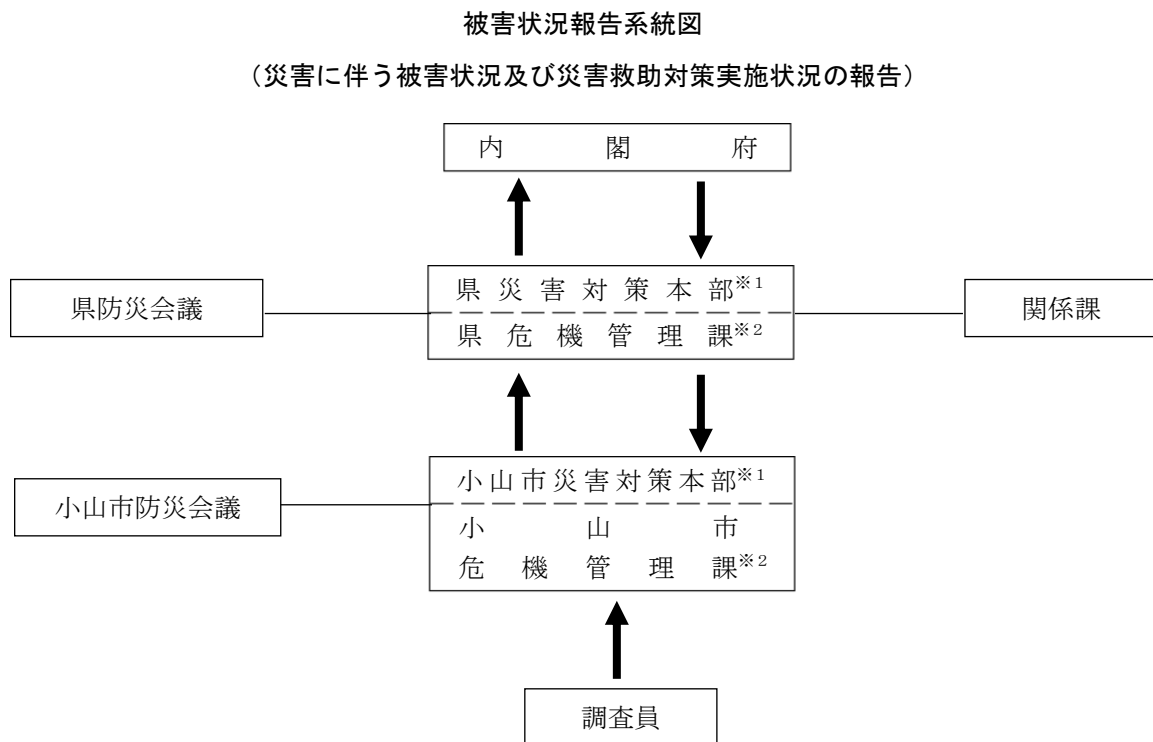 被害状況報告系統図
（災害に伴う被害状況及び災害救助対策実施状況の報告）
内閣府
県災害対策本部※1
県防災会議
関係課
県危機管理課※2
小山市災害対策本部※1
小山市防災会議
小山市
危機管理課※2
調査員